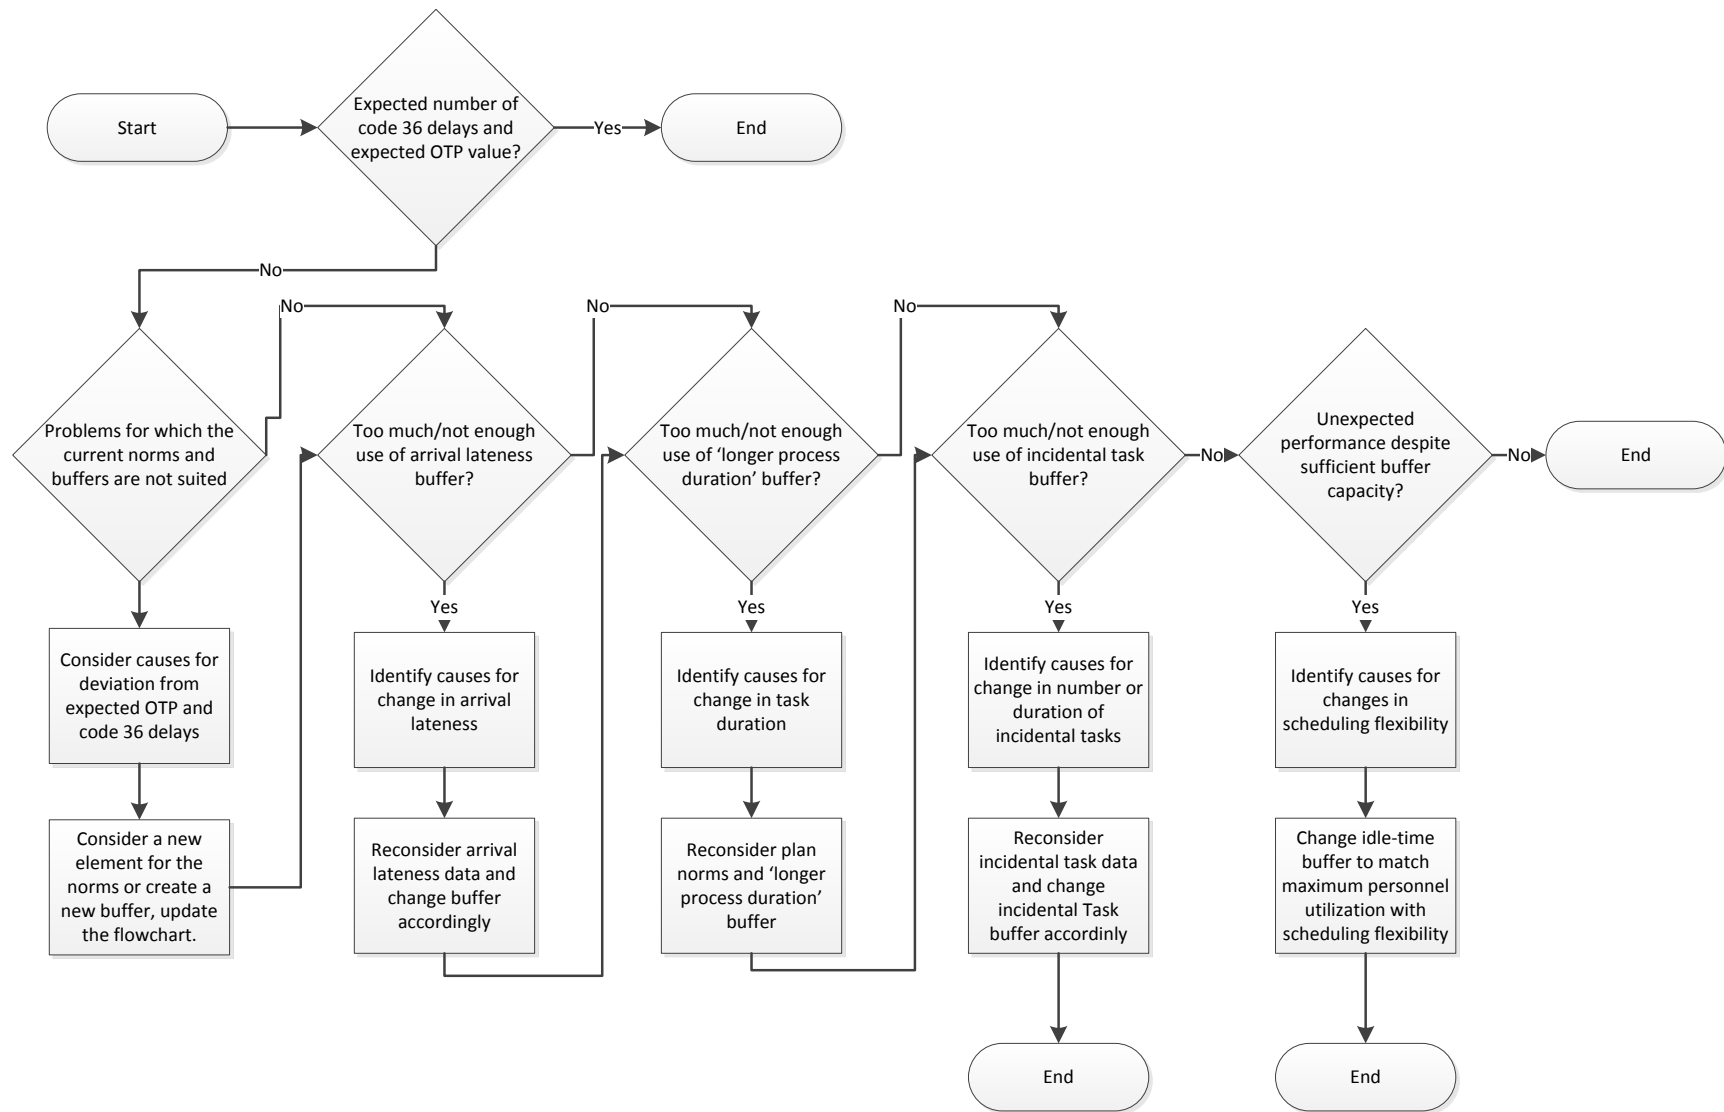 Start
Expected number of
code 36 delays and
expected OTP value?
Yes
End
No
No
No
No
Problems for which the
current norms and
buffers are not suited
Too much/not enough
use of arrival lateness
buffer?
Too much/not enough
use of ‘longer process
duration’ buffer?
Too much/not enough
use of incidental task
buffer?
No
Unexpected
performance despite
sufficient buffer
capacity?
No
End
Yes
Yes
Yes
Yes
Consider causes for
deviation from
expected OTP and
code 36 delays
Identify causes for
change in arrival
lateness
Identify causes for
change in task
duration
Identify causes for
change in number or
duration of
incidental tasks
Identify causes for
changes in
scheduling flexibility
Consider a new
element for the
norms or create a
new buffer, update
the flowchart.
Reconsider arrival
lateness data and
change buffer
accordingly
Reconsider plan
norms and ‘longer
process duration’
buffer
Reconsider
incidental task data
and change
incidental Task
buffer accordinly
Change idle-time
buffer to match
maximum personnel
utilization with
scheduling flexibility
End
End